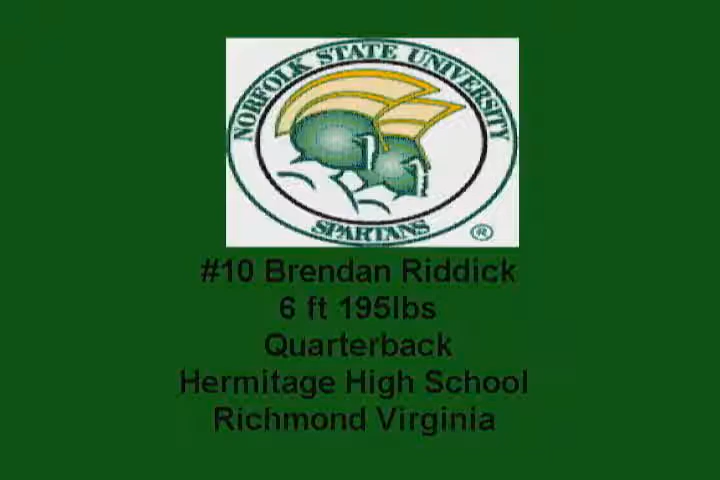 NORFOLK STATE UNIVERSITY
SPARTANS
®
#10 Brendan Riddick
6 ft 195lbs
Quarterback
Hermitage High School
Richmond Virginia